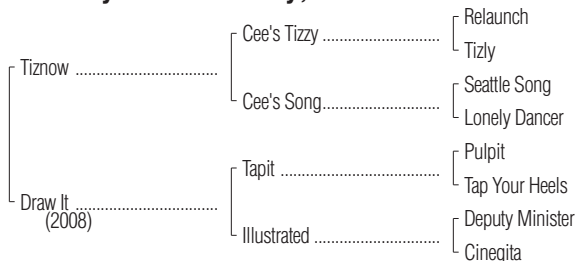 Relaunch
Cee's Tizzy ........................................
Tizly
Tiznow ................................................
Seattle Song
Cee's Song........................................
Lonely Dancer
Pulpit
Tapit ....................................................
Tap Your Heels
Draw It ................................................
(2008)
Deputy Minister
Illustrated ..........................................
Cinegita